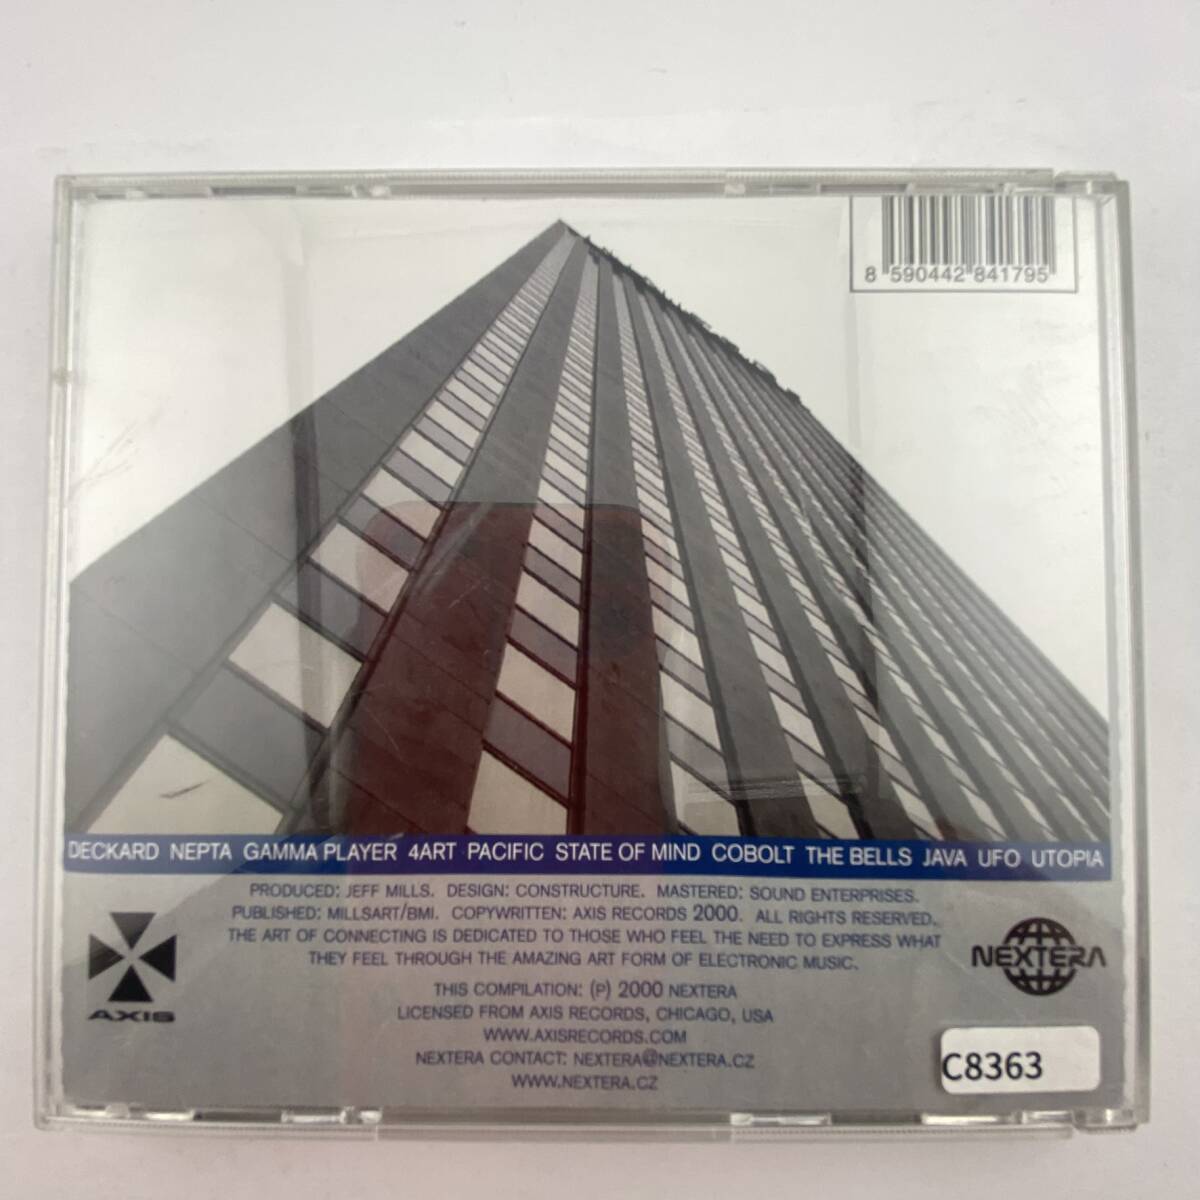 8 590442 841795
DECKARD NEPTA GAMMA PLAYER 4ART PACIFIC STATE OF MIND COBOLT THE BELLS JAVA UFO UTOPIA
PRODUCED: JEFF MILLS. DESIGN: CONSTRUCTURE. MASTERED: SOUND ENTERPRISES.
PUBLISHED: MILLSART/BMI. COPYWRITTEN: AXIS RECORDS 2000. ALL RIGHTS RESERVED.
THE ART OF CONNECTING IS DEDICATED TO THOSE WHO FEEL THE NEED TO EXPRESS WHAT
THEY FEEL THROUGH THE AMAZING ART FORM OF ELECTRONIC MUSIC.
THIS COMPILATION: (P) 2000 NEXTERA
LICENSED FROM AXIS RECORDS, CHICAGO, USA
WWW.AXISRECORDS.COM
NEXTERA CONTACT: NEXTERA@NEXTERA.CZ
WWW.NEXTERA.CZ
AXIS
NEXTERA
C8363